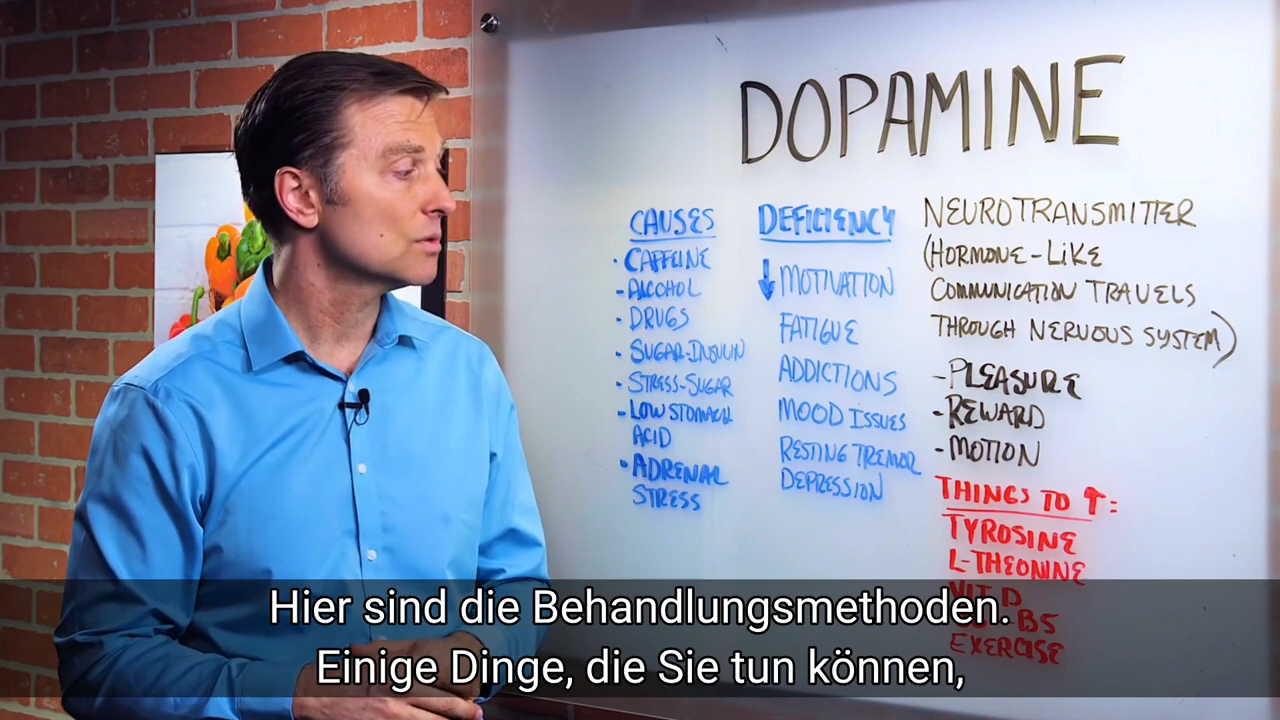 DOPAMINE
CAUSES
• CAFFEINE
- ALCOHOL
- DRUGS
• SUGAR-INSULIN
- STRESS-SUGAR
- LOW STOMACH
ACID
• ADRENAL
STRESS
DEFICIENCY
↓ MOTIVATION
FATIGUE
ADDICTIONS
MOOD ISSUES
RESTING TREMOR
DEPRESSION
NEUROTRANSMITTER
(HORMONE-LIKE
COMMUNICATION TRAVELS
THROUGH NERVOUS SYSTEM)
- PLEASURE
- REWARD
- MOTION
THINGS TO ↑:
TYROSINE
L-THEONINE
VIT D
B5
EXERCISE
Hier sind die Behandlungsmethoden.
Einige Dinge, die Sie tun können,